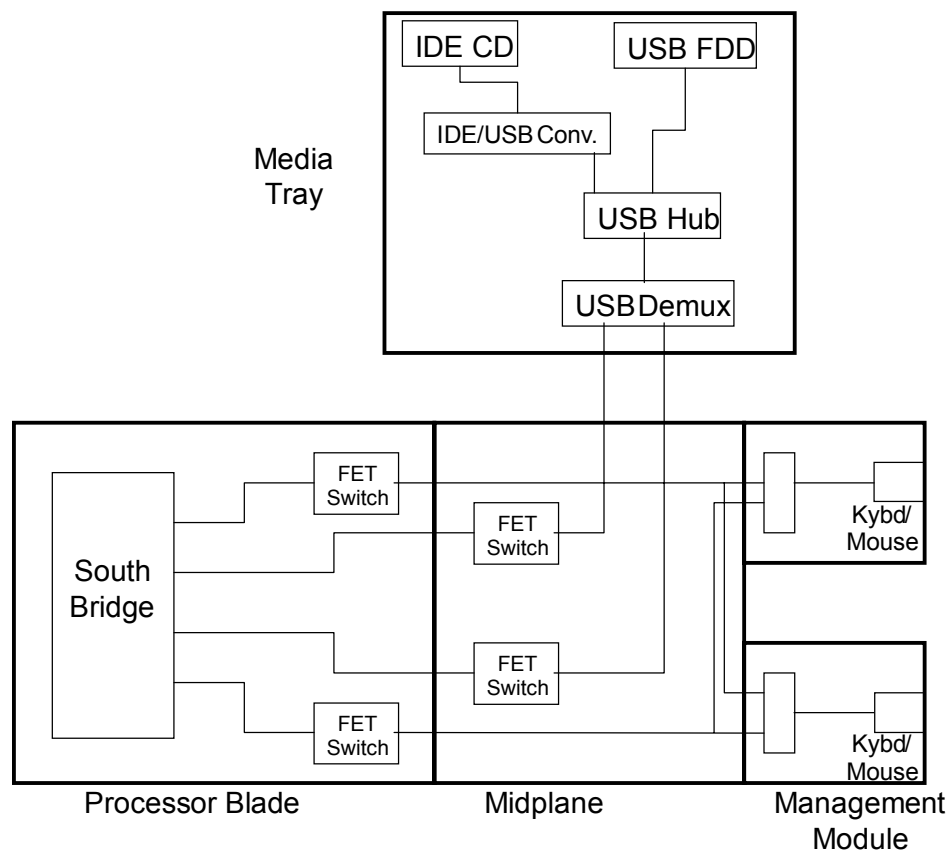 IDE CD
USB FDD
IDE/USB Conv.
Media
Tray
USB Hub
USB Demux
FET
Switch
FET
Switch
Kybd/
Mouse
South
Bridge
FET
Switch
FET
Switch
Kybd/
Mouse
Processor Blade
Midplane
Management
Module